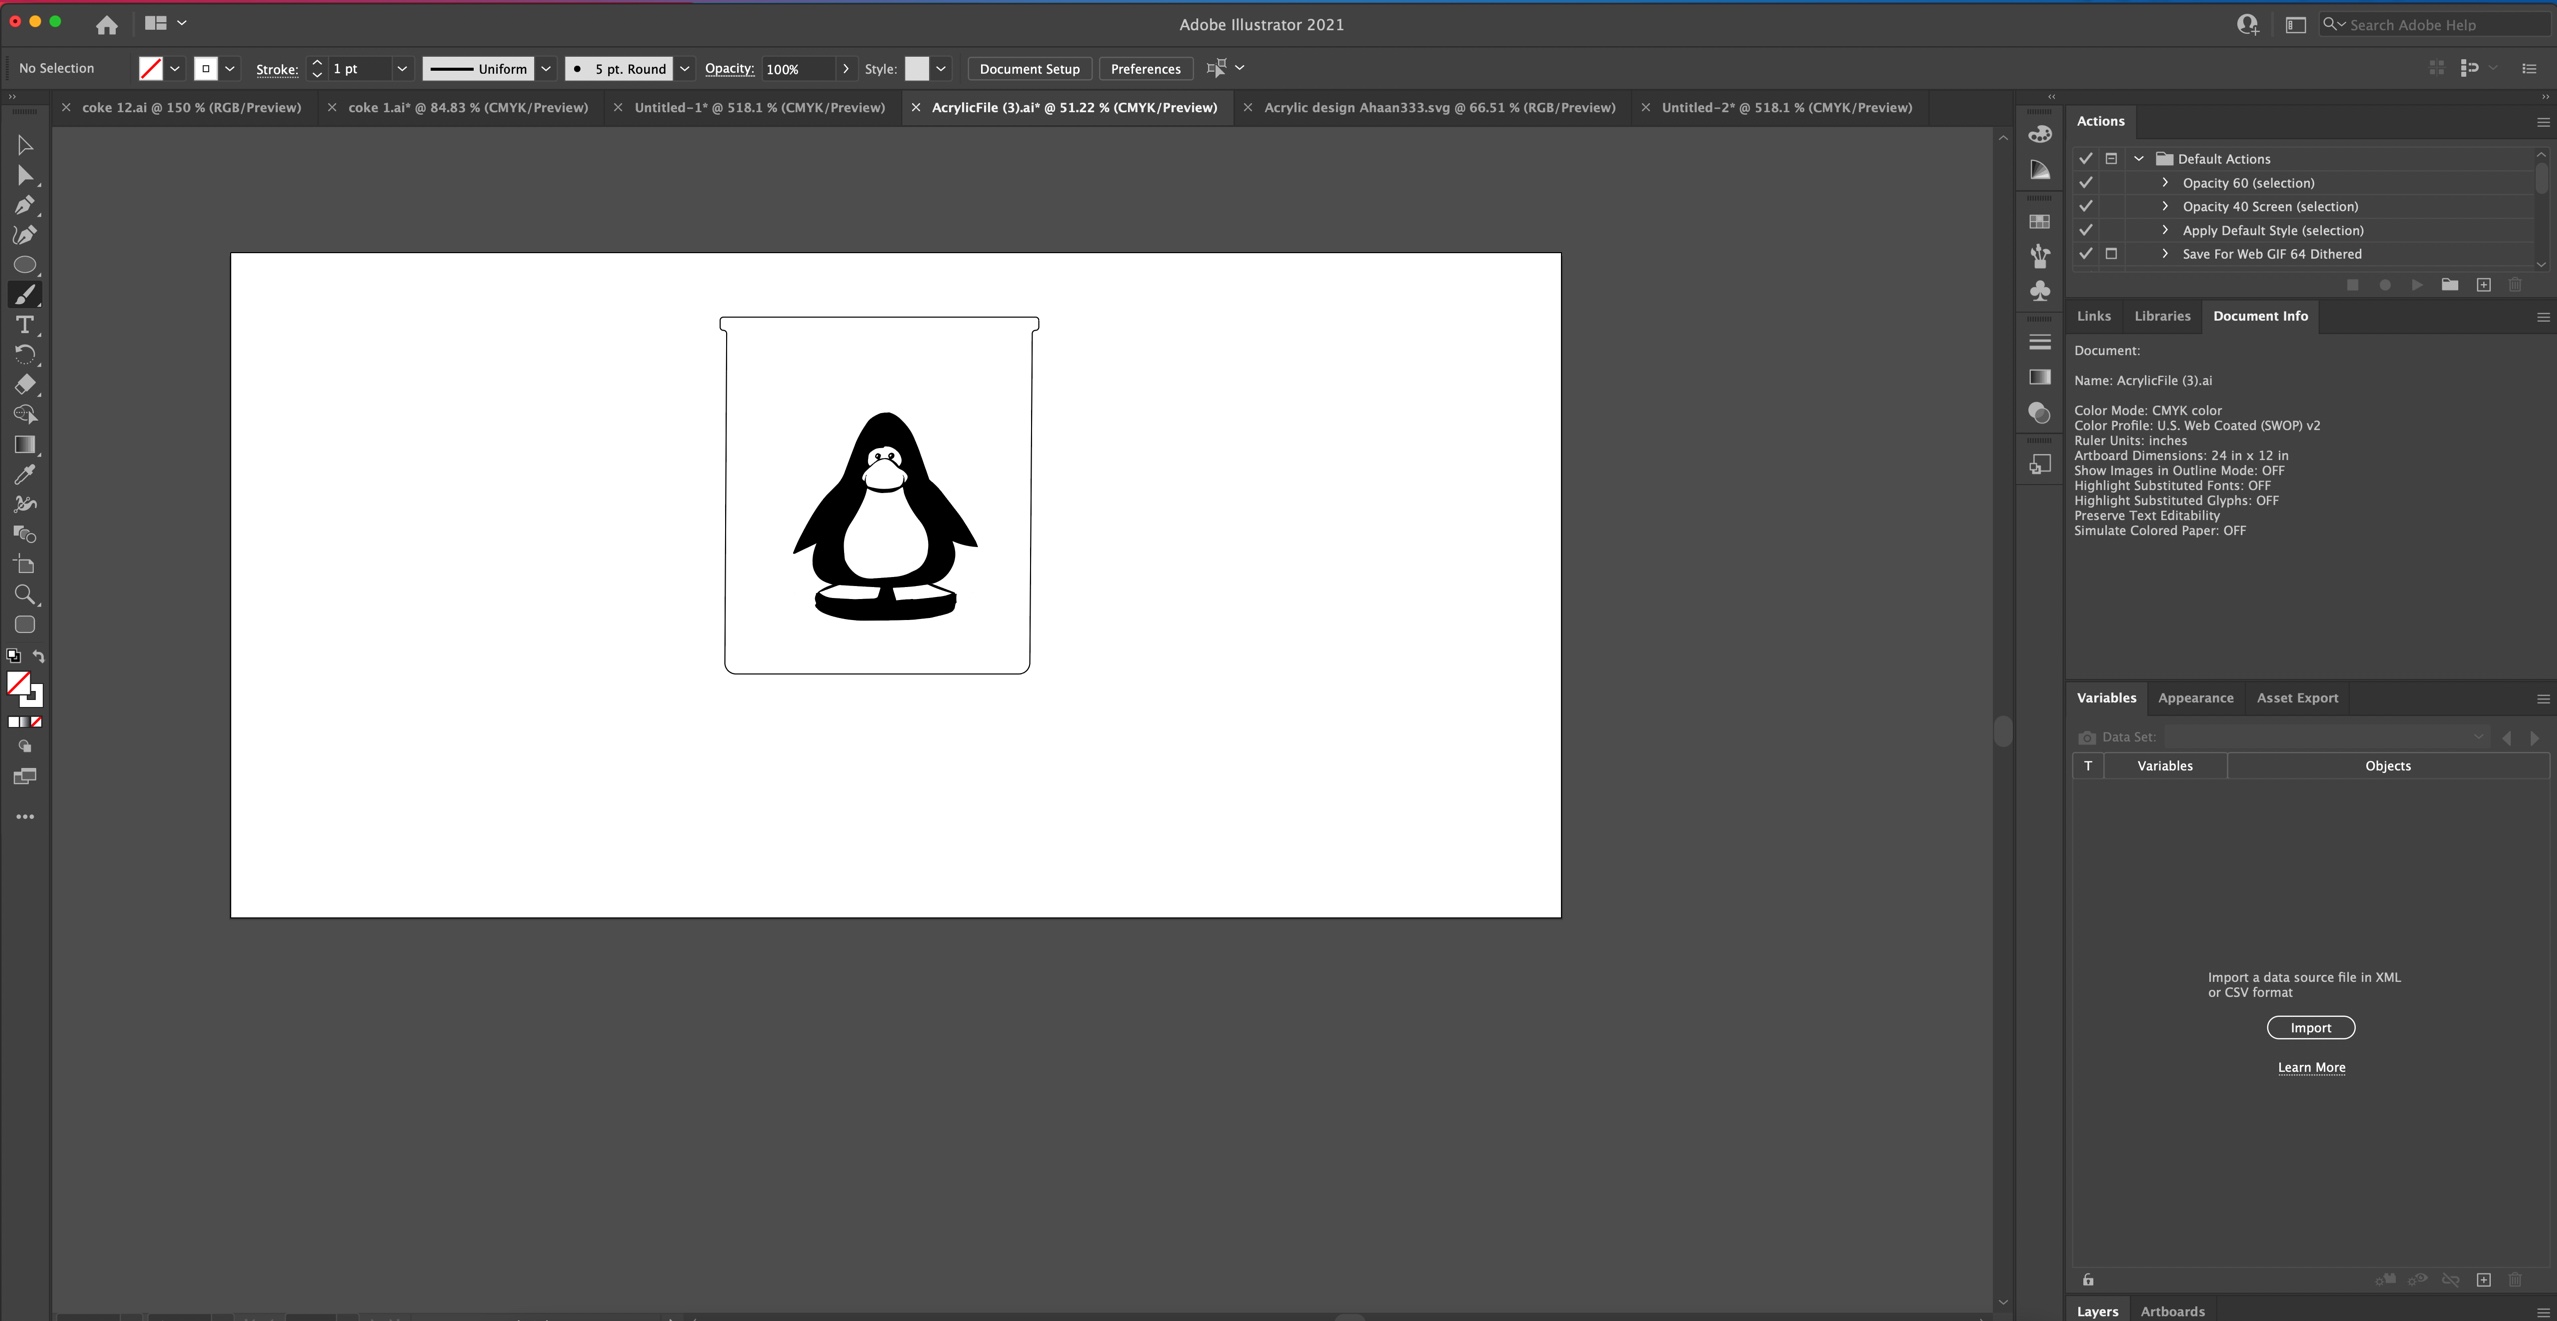 Adobe Illustrator 2021
Search Adobe Help
No Selection
Stroke: 1 pt Uniform 5 pt. Round Opacity: 100% Style: Document Setup Preferences
coke 12.ai @ 150 % (RGB/Preview)
coke 1.ai* @ 84.83 % (CMYK/Preview)
Untitled-1* @ 518.1 % (CMYK/Preview)
AcrylicFile (3).ai* @ 51.22 % (CMYK/Preview)
Acrylic design Ahaan333.svg @ 66.51 % (RGB/Preview)
Untitled-2* @ 518.1 % (CMYK/Preview)
Actions
Default Actions
Opacity 60 (selection)
Opacity 40 Screen (selection)
Apply Default Style (selection)
Save For Web GIF 64 Dithered
Links Libraries Document Info
Document:
Name: AcrylicFile (3).ai
Color Mode: CMYK color
Color Profile: U.S. Web Coated (SWOP) v2
Ruler Units: inches
Artboard Dimensions: 24 in x 12 in
Show Images in Outline Mode: OFF
Highlight Substituted Fonts: OFF
Highlight Substituted Glyphs: OFF
Preserve Text Editability
Simulate Colored Paper: OFF
Variables Appearance Asset Export
Data Set:
T Variables Objects
Import a data source file in XML
or CSV format
Import
Learn More
Layers Artboards